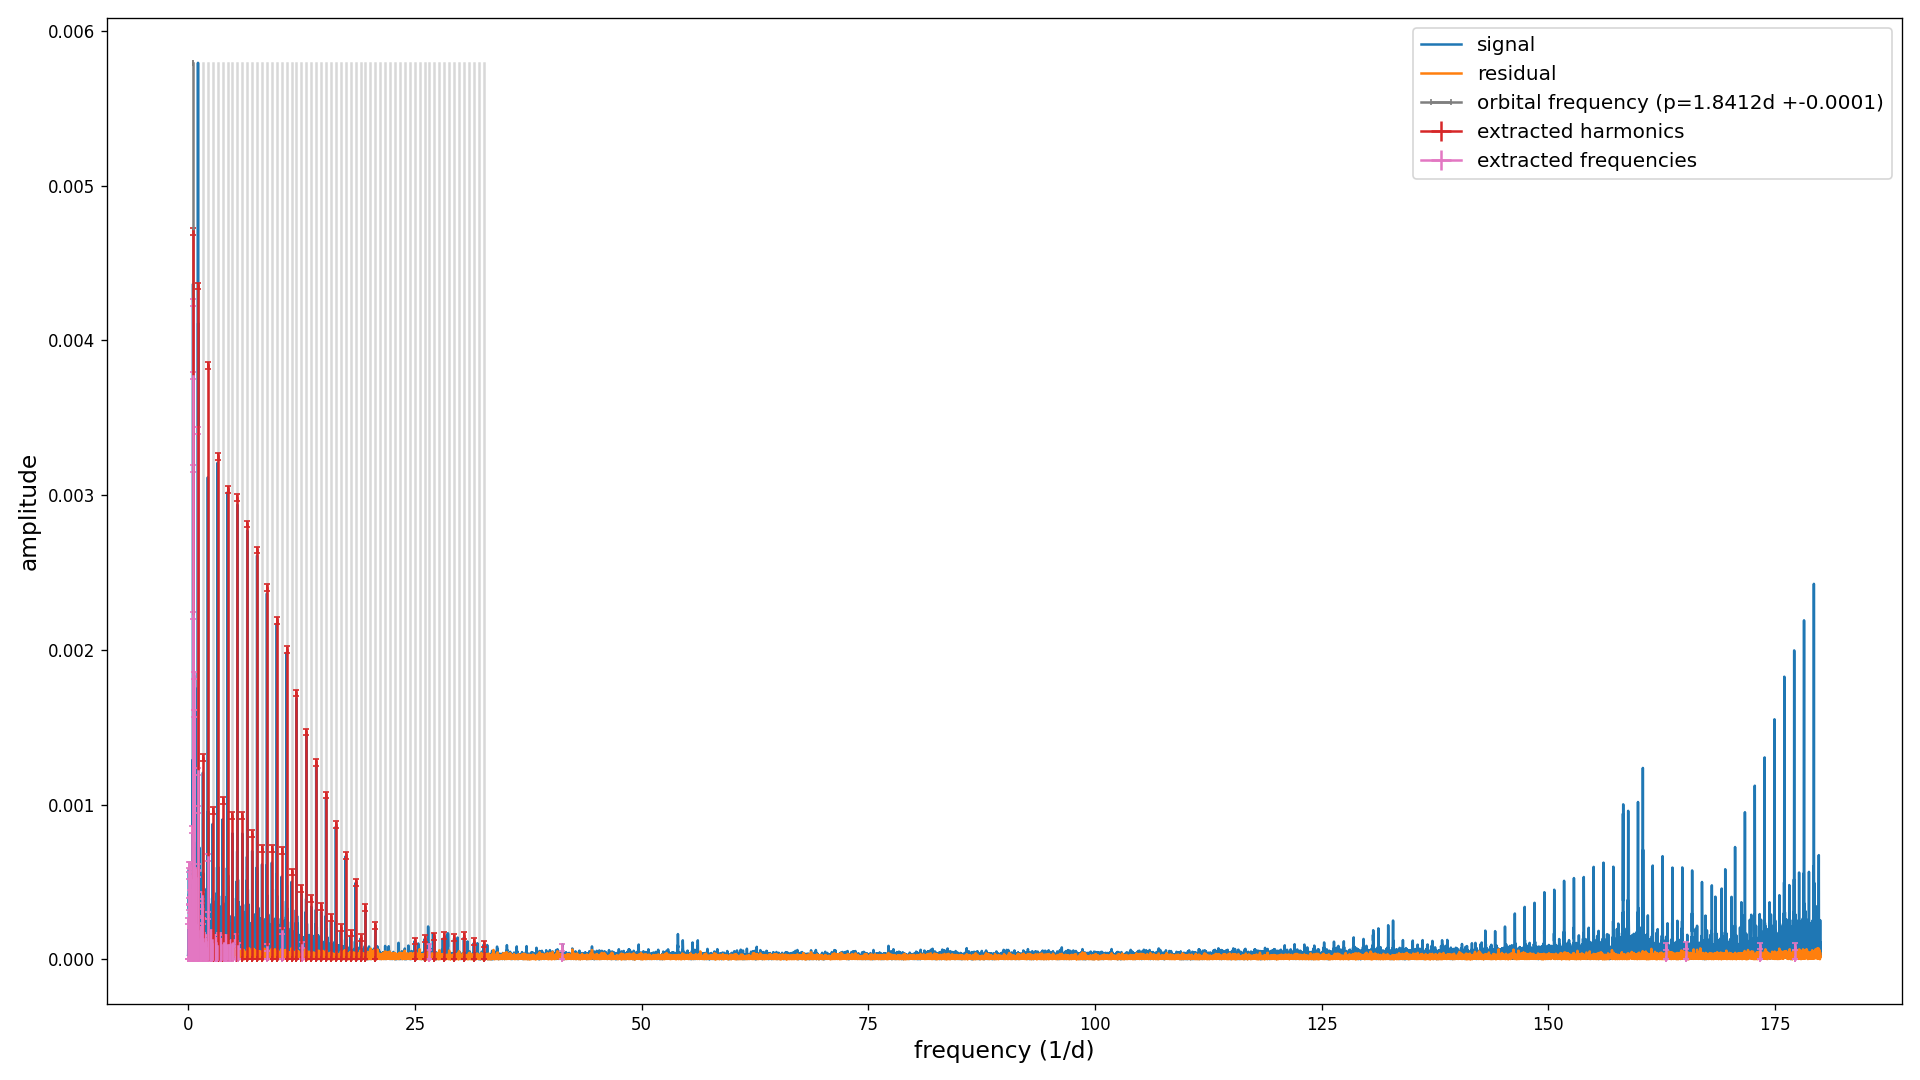 0.006
0.005
0.004
0.003
0.002
0.001
0.000
amplitude
signal
residual
orbital frequency (p=1.8412d +-0.0001)
extracted harmonics
extracted frequencies
0 25 50 75 100 125 150 175
frequency (1/d)